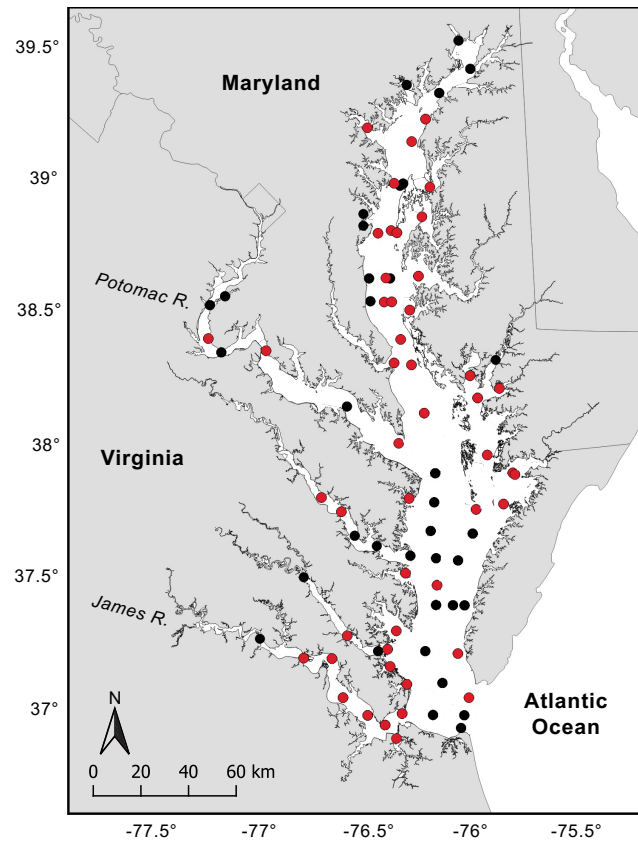 39.5°
Maryland
39°
Potomac R.
38.5°
38°
Virginia
37.5°
James R.
37°
N
Atlantic
Ocean
0 20 40 60 km
-77.5° -77° -76.5° -76° -75.5°